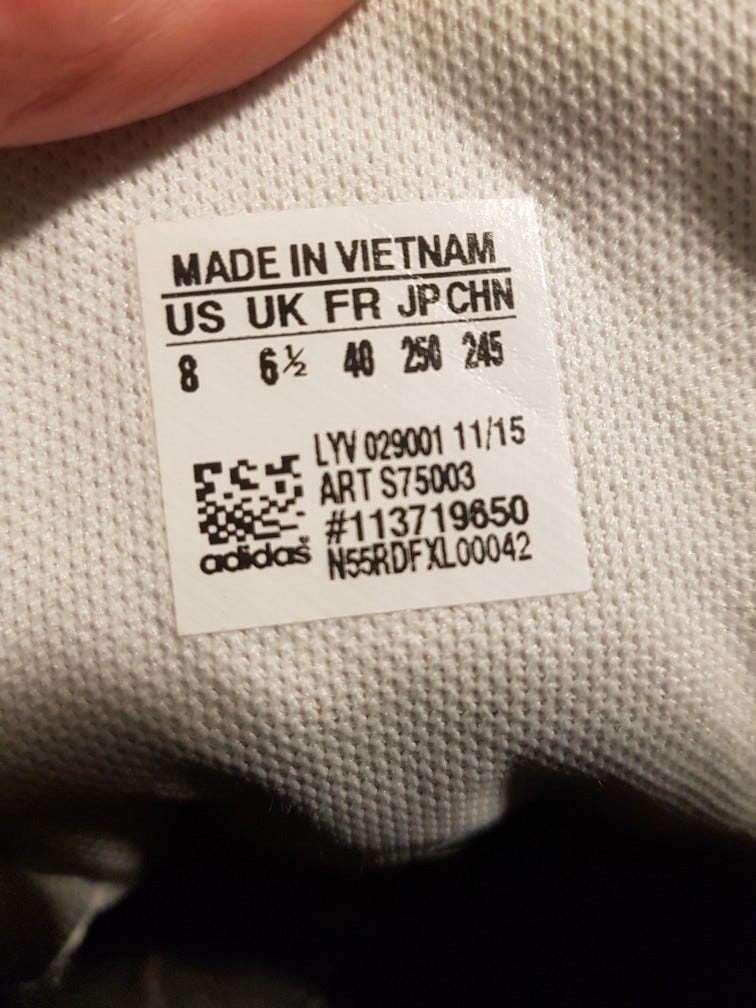 MADE IN VIETNAM
US UK FR JP CHN
8 6½ 40 250 245
LYV 029001 11/15
ART S75003
#113719650
adidas N55RDFXL00042